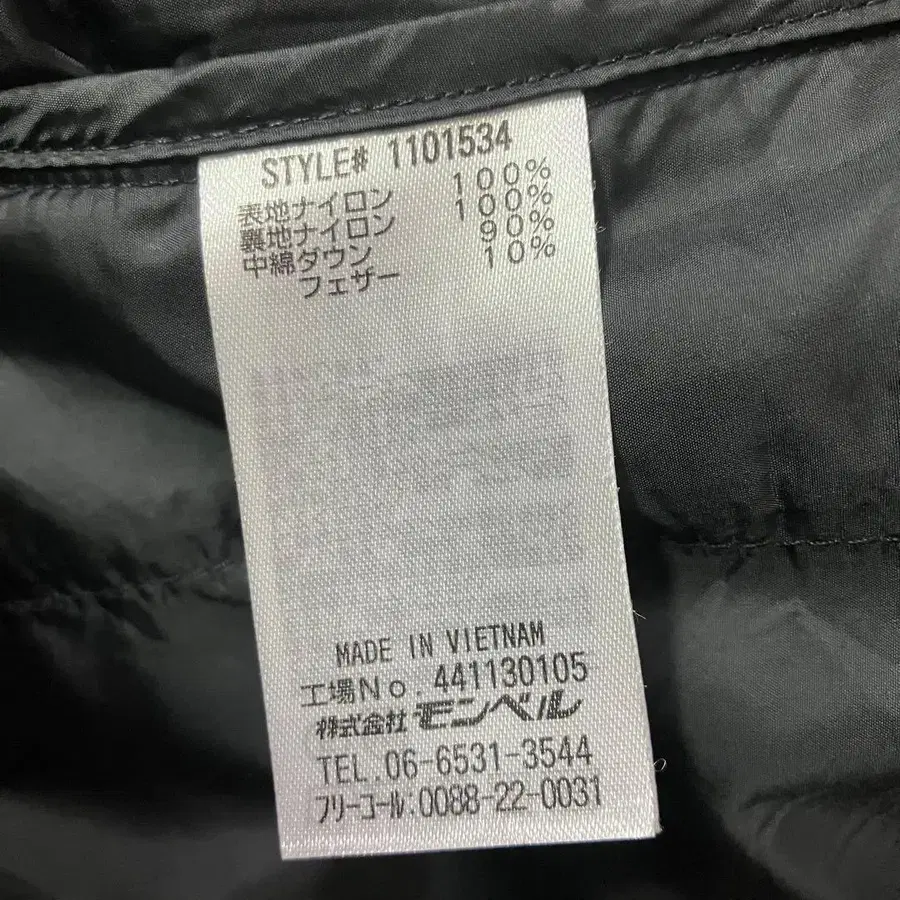 STYLE# 1101534
表地ナイロン 100%
裏地ナイロン 100%
中綿ダウン 90%
フェザー 10%
MADE IN VIETNAM
工場No. 441130105
株式会社 モンベル
TEL.06-6531-3544
フリーコール:0088-22-0031